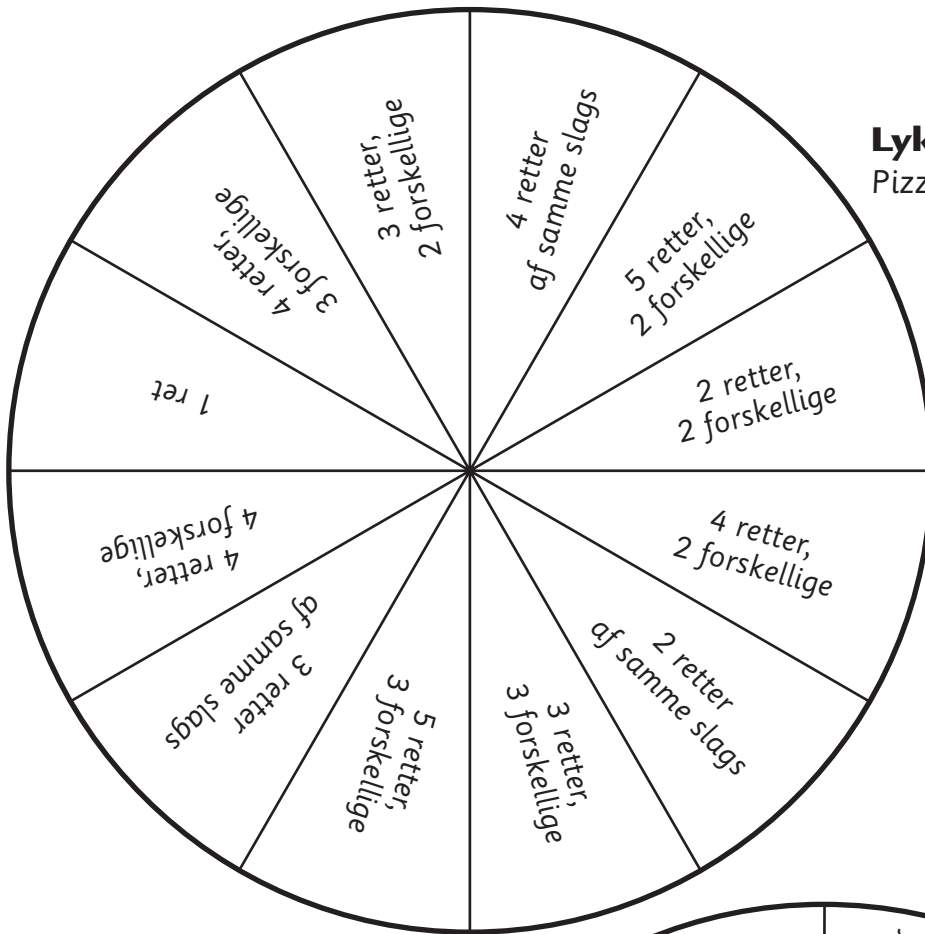 4 retter
af samme slags
5 retter,
2 forskellige
2 retter,
2 forskellige
4 retter,
2 forskellige
2 retter
af samme slags
3 retter,
3 forskellige
5 retter,
3 forskellige
3 retter
af samme slags
4 retter,
4 forskellige
1 ret
4 retter,
3 forskellige
3 retter,
2 forskellige
Lyk
Pizz